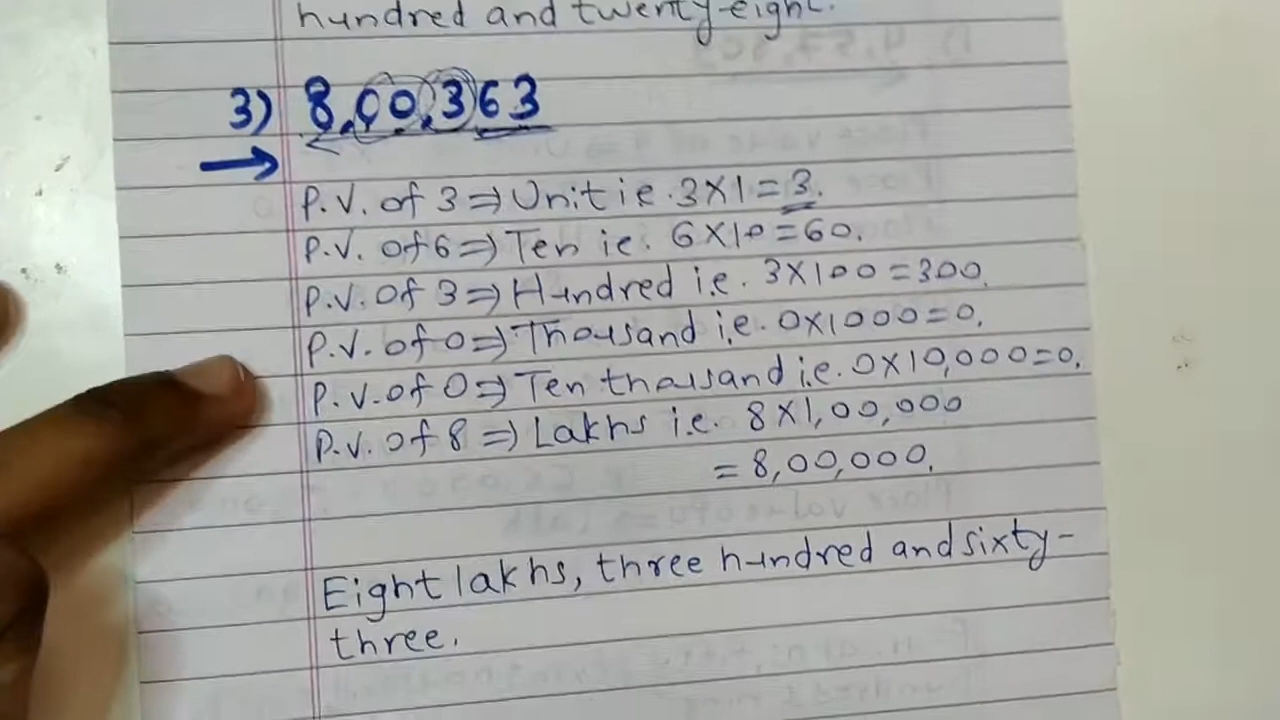 hundred and twenty-eight.
3) 8,00,363
P.V. of 3 ⇒ Unit ie. 3×1=3.
P.V. of 6 ⇒ Ten ie. 6×10=60.
P.V. of 3 ⇒ Hundred i.e. 3×100=300.
P.V. of 0 ⇒ Thousand i.e. 0×1000=0.
P.V. of 0 ⇒ Ten thousand i.e. 0×10,000=0.
P.V. of 8 ⇒ Lakhs i.e. 8×1,00,000
= 8,00,000.
Eight lakhs, three hundred and sixty-
three.